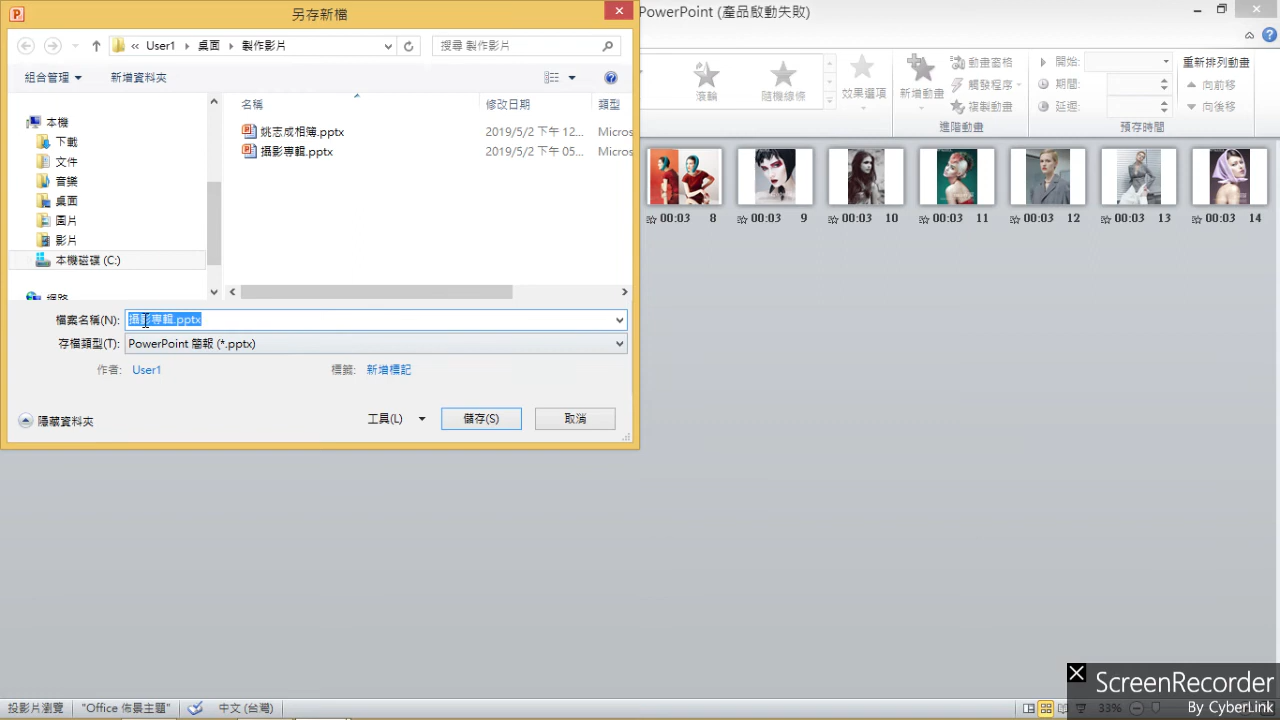 另存新檔
PowerPoint (產品啟動失敗)
User1 桌面 製作影片
搜尋 製作影片
組合管理
新增資料夾
本機
下載
文件
音樂
桌面
圖片
影片
本機磁碟 (C:)
網路
名稱
修改日期
類型
姚志成相簿.pptx
2019/5/2 下午 12...
Micros
攝影專輯.pptx
2019/5/2 下午 05...
Micros
檔案名稱(N):
攝影專輯.pptx
存檔類型(T):
PowerPoint 簡報 (*.pptx)
作者:
User1
標籤:
新增標記
隱藏資料夾
工具(L)
儲存(S)
取消
滾輪
隨機線條
效果選項
新增動畫
動畫窗格
觸發程序
複製動畫
進階動畫
開始:
期間:
延遲:
重新排列動畫
向前移
向後移
預存時間
00:03 8
00:03 9
00:03 10
00:03 11
00:03 12
00:03 13
00:03 14
投影片瀏覽
"Office 佈景主題"
中文 (台灣)
33%
ScreenRecorder
By CyberLink